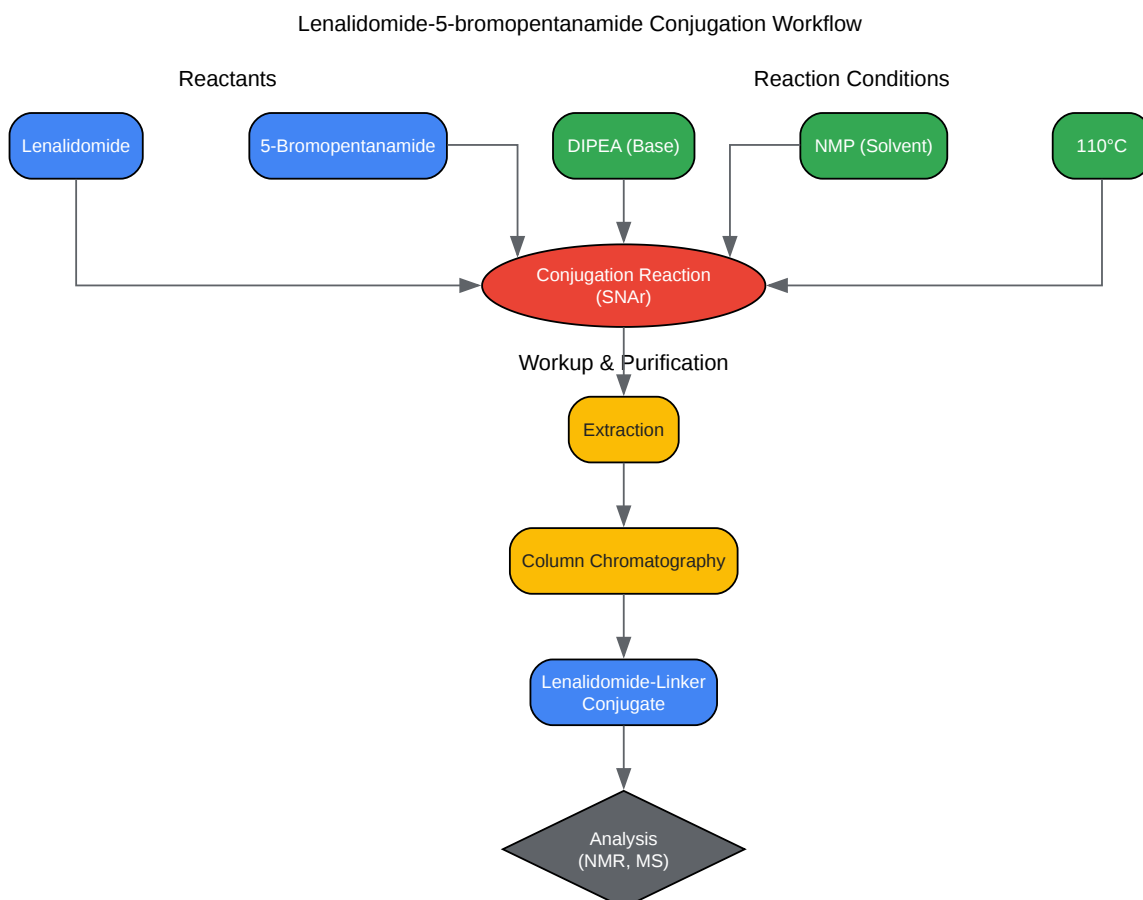 Lenalidomide-5-bromopentanamide Conjugation Workflow
Reactants
Reaction Conditions
Lenalidomide
5-Bromopentanamide
DIPEA (Base)
NMP (Solvent)
110°C
Conjugation Reaction
(SNAr)
Workup & Purification
Extraction
Column Chromatography
Lenalidomide-Linker
Conjugate
Analysis
(NMR, MS)